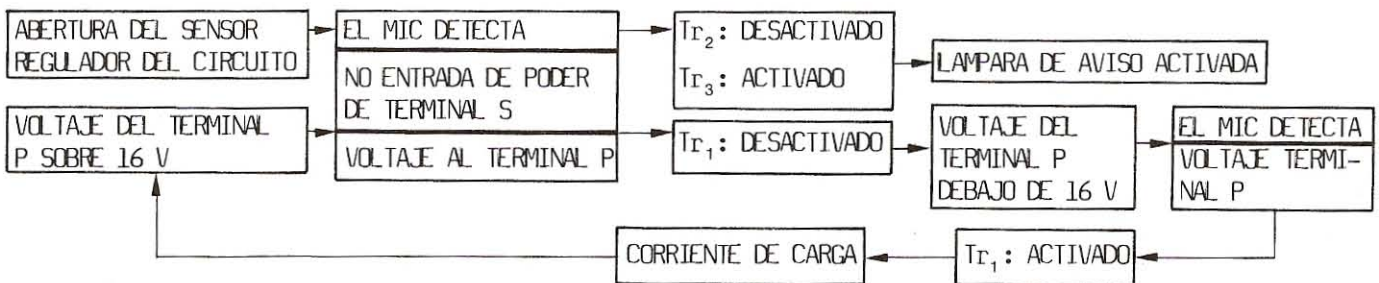 ABERTURA DEL SENSOR
REGULADOR DEL CIRCUITO
EL MIC DETECTA
NO ENTRADA DE PODER
DE TERMINAL S
VOLTAJE AL TERMINAL P
Tr₂: DESACTIVADO
Tr₃: ACTIVADO
LAMPARA DE AVISO ACTIVADA
VOLTAJE DEL TERMINAL
P SOBRE 16 V
Tr₁: DESACTIVADO
VOLTAJE DEL
TERMINAL P
DEBAJO DE 16 V
EL MIC DETECTA
VOLTAJE TERMI-
NAL P
Tr₁: ACTIVADO
CORRIENTE DE CARGA